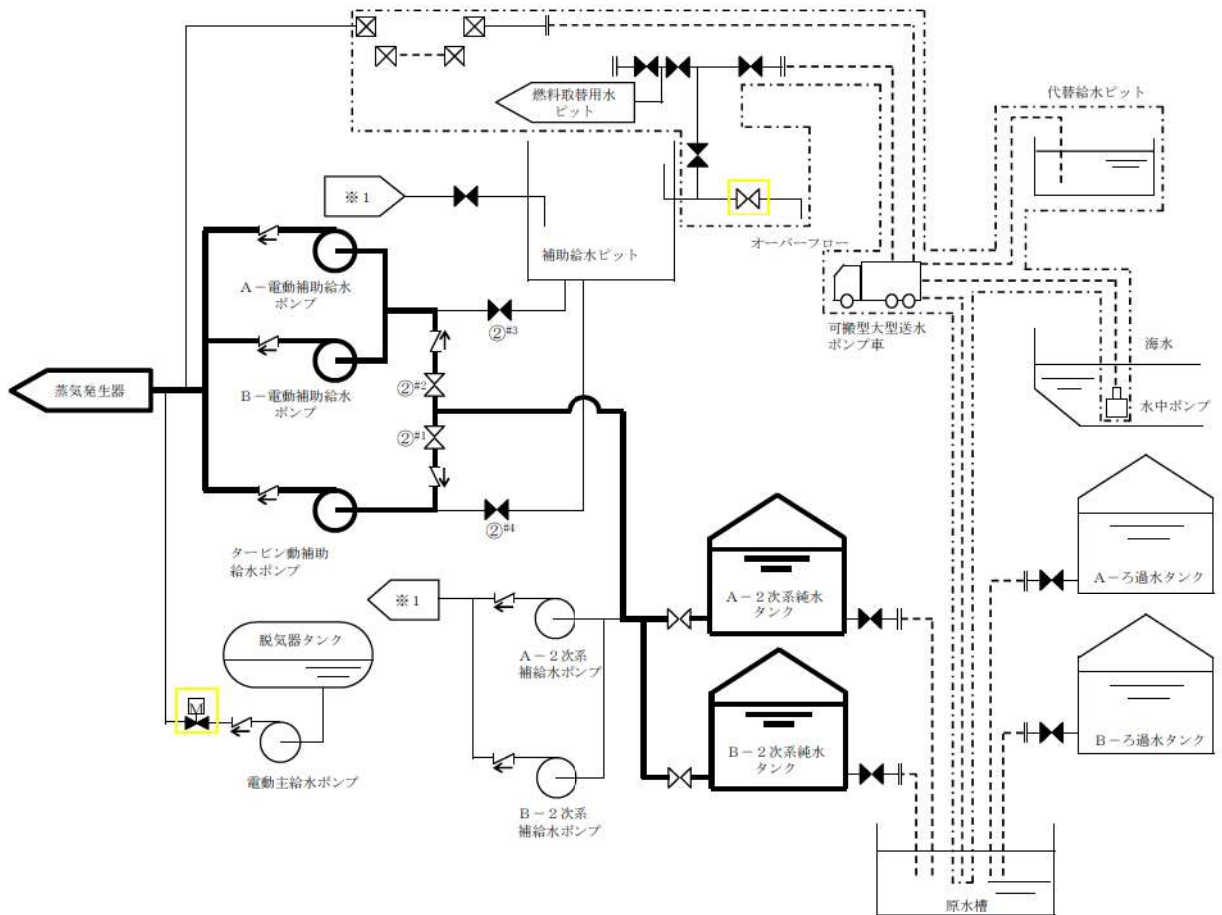 燃料取替用水
ピット
代替給水ピット
※1
A－電動補助給水
ポンプ
補助給水ピット
オーバーフロー
②#3
可搬型大型送水
ポンプ車
海水
水中ポンプ
蒸気発生器
B－電動補助給水
ポンプ
②#2
②#1
②#4
タービン動補助
給水ポンプ
※1
A－2次系純水
タンク
A－ろ過水タンク
脱気器タンク
A－2次系
補給水ポンプ
M
電動主給水ポンプ
B－2次系純水
タンク
B－ろ過水タンク
B－2次系
補給水ポンプ
原水槽